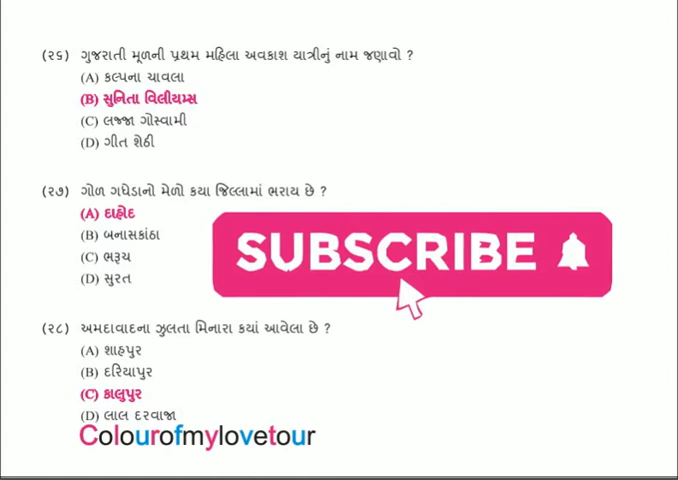 (૨૬) ગુજરાતી મૂળની પ્રથમ મહિલા અવકાશ યાત્રીનું નામ જણાવો ?
(A) કલ્પના ચાવલા
(B) સુનિતા વિલીયમ્સ
(C) લજ્જા ગોસ્વામી
(D) ગીત શેઠી
(૨૭) ગોળ ગધેડાનો મેળો કયા જિલ્લામાં ભરાય છે ?
(A) દાહોદ
(B) બનાસકાંઠા
(C) ભરૂચ
(D) સુરત
SUBSCRIBE
(૨૮) અમદાવાદના ઝુલતા મિનારા કયાં આવેલા છે ?
(A) શાહપુર
(B) દરિયાપુર
(C) કાલુપુર
(D) લાલ દરવાજા
Colourofmylovetour